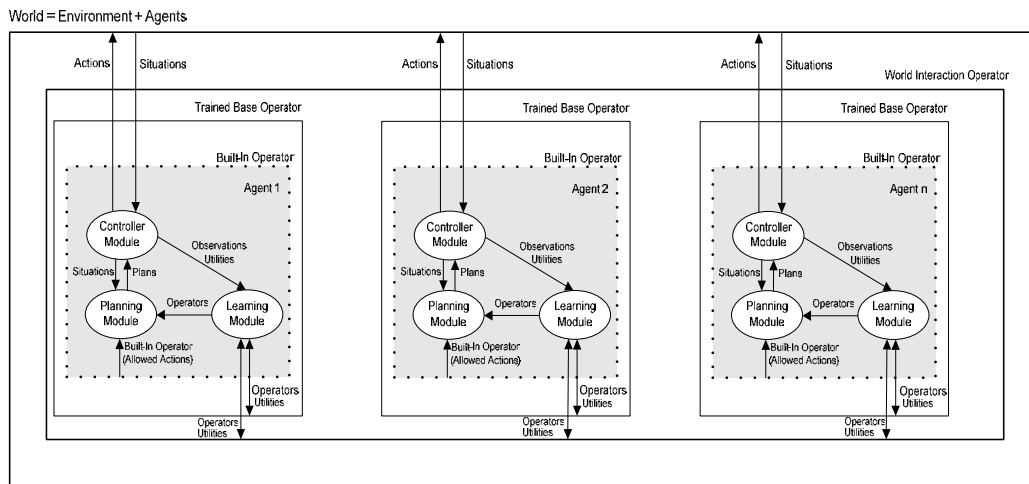 World = Environment + Agents
Actions
Situations
Actions
Situations
Actions
Situations
World Interaction Operator
Trained Base Operator
Built-In Operator
Agent 1
Controller
Module
Observations
Utilities
Situations
Plans
Operators
Planning
Module
Learning
Module
Built-In Operator
(Allowed Actions)
Operators
Utilities
Operators
Utilities
Trained Base Operator
Built-In Operator
Agent 2
Controller
Module
Observations
Utilities
Situations
Plans
Operators
Planning
Module
Learning
Module
Built-In Operator
(Allowed Actions)
Operators
Utilities
Operators
Utilities
Trained Base Operator
Built-In Operator
Agent n
Controller
Module
Observations
Utilities
Situations
Plans
Operators
Planning
Module
Learning
Module
Built-In Operator
(Allowed Actions)
Operators
Utilities
Operators
Utilities